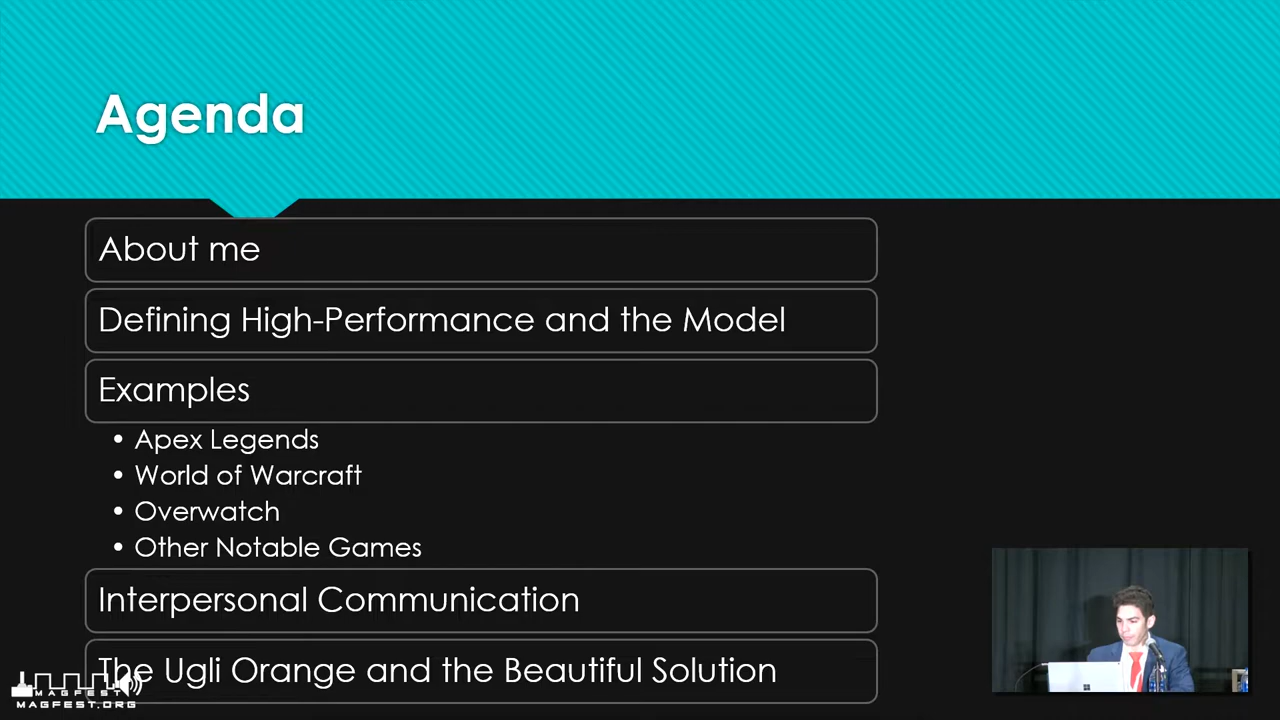 Agenda
About me
Defining High-Performance and the Model
Examples
• Apex Legends
• World of Warcraft
• Overwatch
• Other Notable Games
Interpersonal Communication
The Ugli Orange and the Beautiful Solution
MAGFEST
MAGFEST.ORG